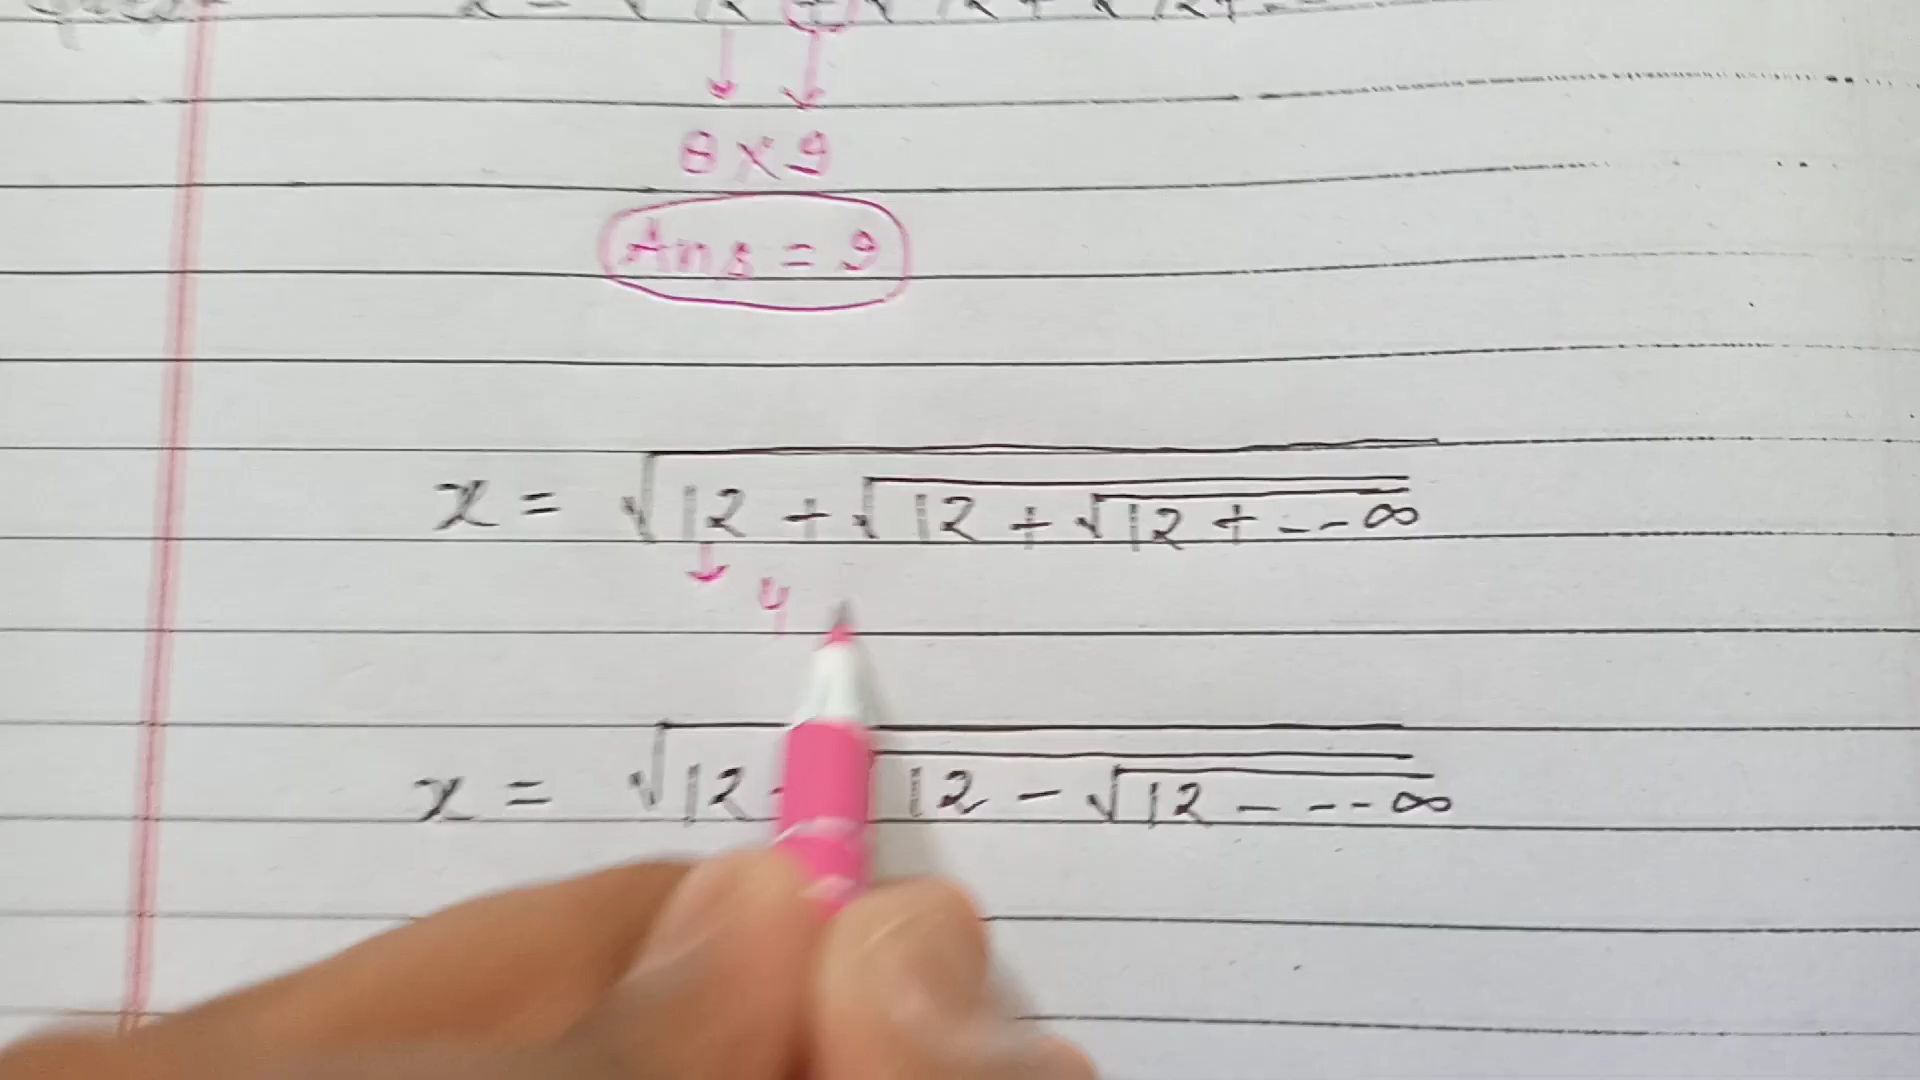 8 × 9
Ans = 9
x = √12 + √12 + √12 + --∞
4
x = √12 - 12 - √12 - --∞